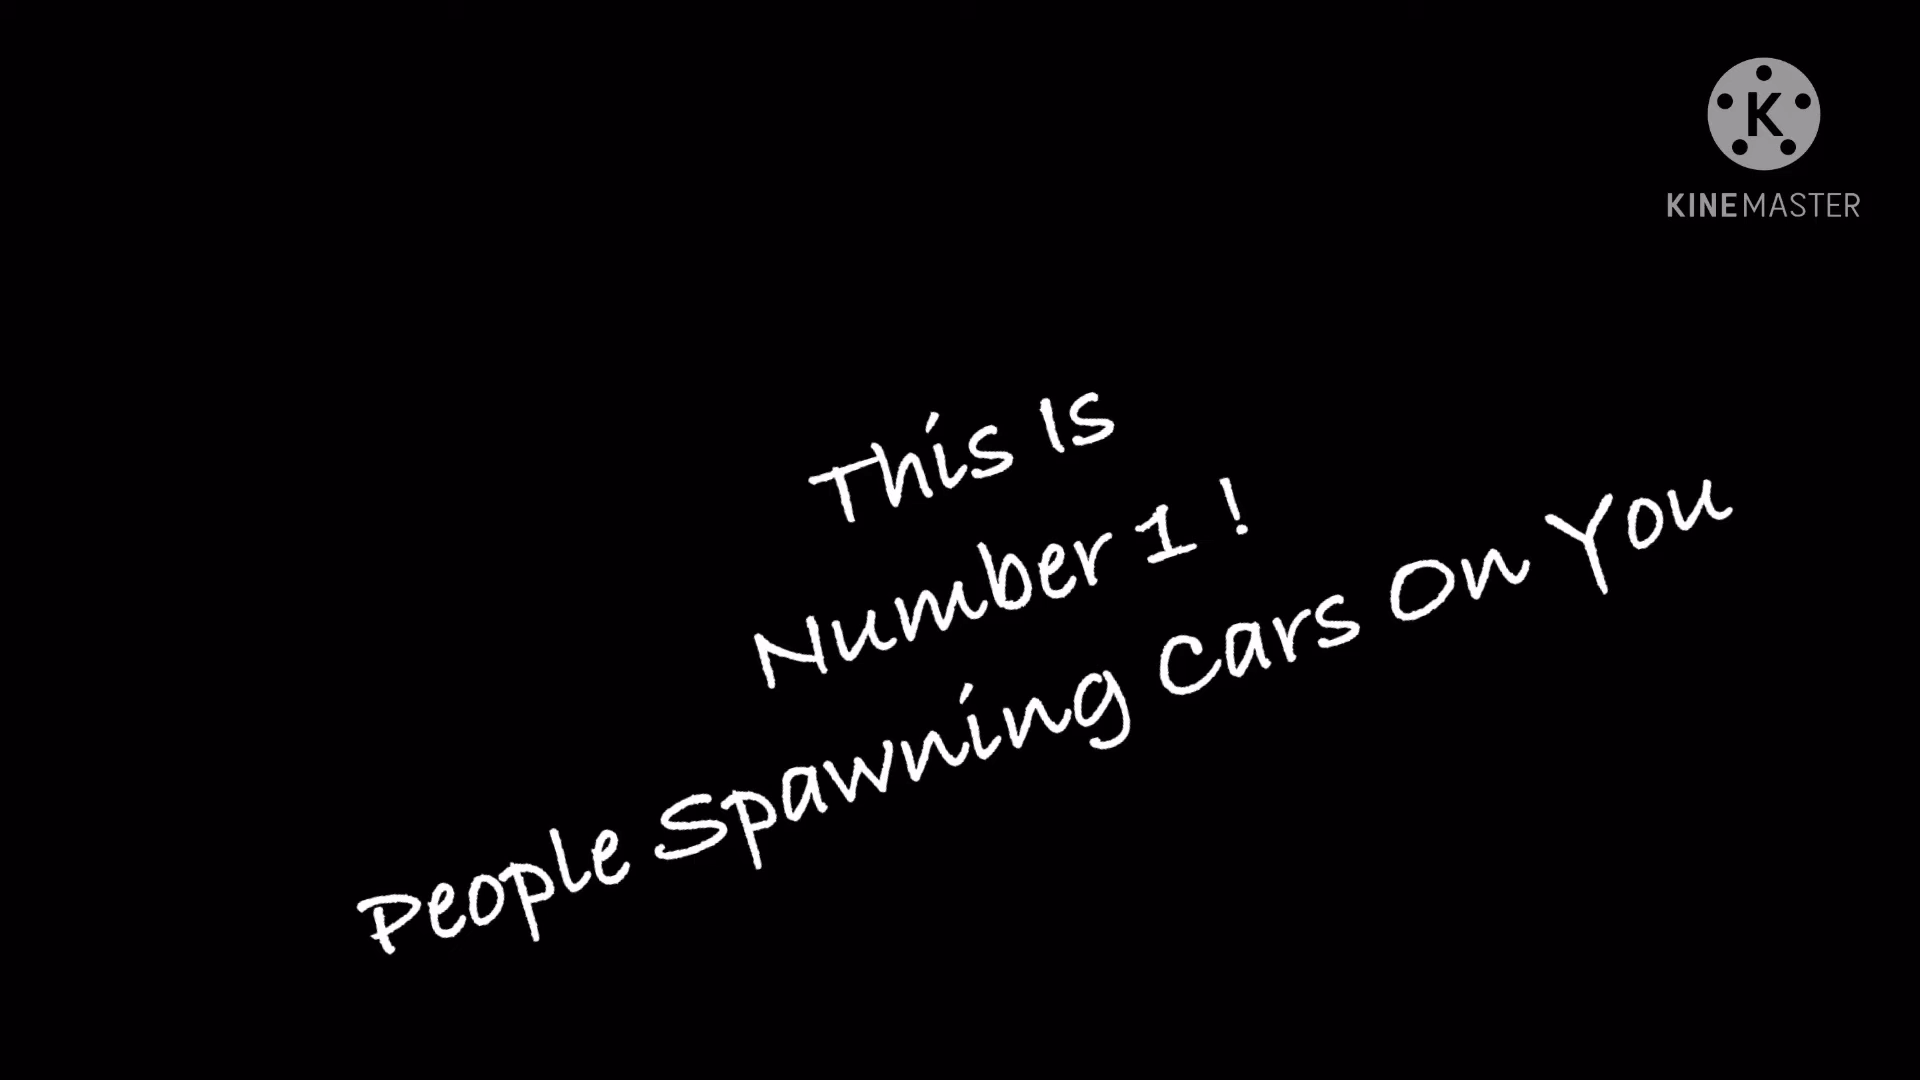 K
KINEMASTER
This Is
Number 1 !
People Spawning Cars On You